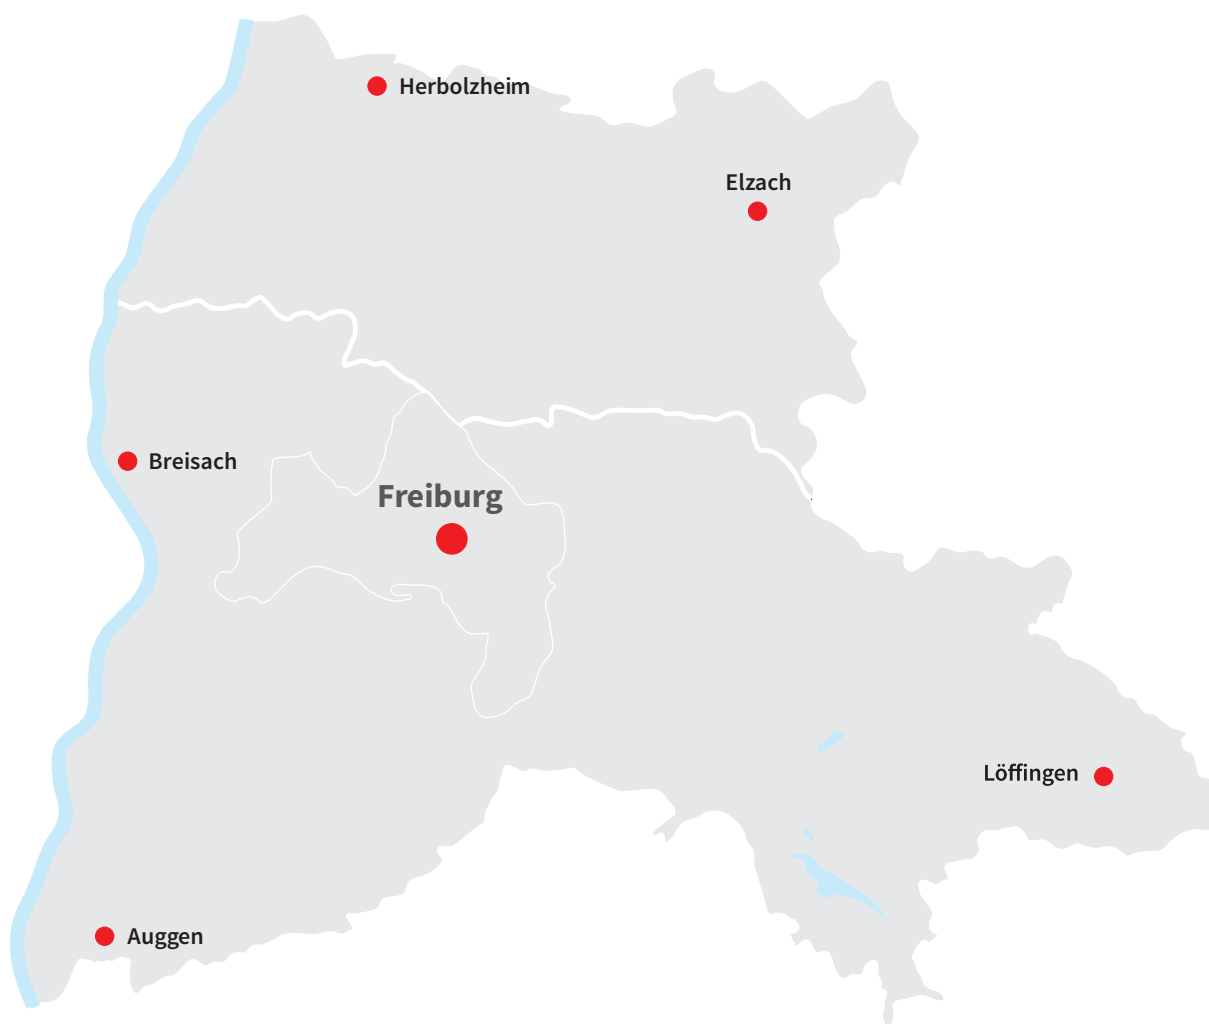 Herbolzheim
Elzach
Breisach
Freiburg
Löffingen
Auggen